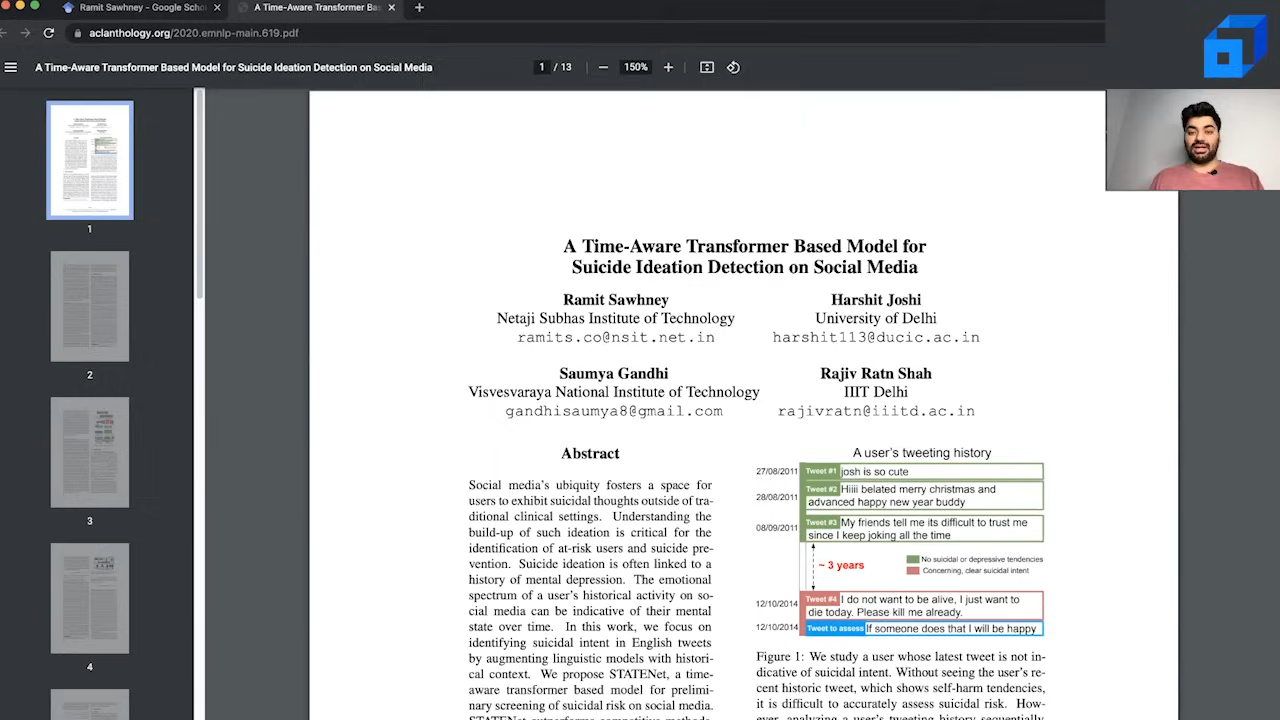 Ramit Sawhney - Google Scho
A Time-Aware Transformer Bas
aclanthology.org/2020.emnlp-main.619.pdf
A Time-Aware Transformer Based Model for Suicide Ideation Detection on Social Media
1 / 13
150%
1
2
3
4
A Time-Aware Transformer Based Model for
Suicide Ideation Detection on Social Media
Ramit Sawhney
Netaji Subhas Institute of Technology
ramits.co@nsit.net.in
Harshit Joshi
University of Delhi
harshit113@ducic.ac.in
Saumya Gandhi
Visvesvaraya National Institute of Technology
gandhisaumya8@gmail.com
Rajiv Ratn Shah
IIIT Delhi
rajivratn@iiitd.ac.in
Abstract
Social media's ubiquity fosters a space for
users to exhibit suicidal thoughts outside of tra-
ditional clinical settings. Understanding the
build-up of such ideation is critical for the
identification of at-risk users and suicide pre-
vention. Suicide ideation is often linked to a
history of mental depression. The emotional
spectrum of a user's historical activity on so-
cial media can be indicative of their mental
state over time. In this work, we focus on
identifying suicidal intent in English tweets
by augmenting linguistic models with histori-
cal context. We propose STATENet, a time-
aware transformer based model for prelimi-
nary screening of suicidal risk on social media.
STATENet outperforms competitive methods,
A user's tweeting history
27/08/2011 Tweet #1 josh is so cute
28/08/2011 Tweet #2 Hiiii belated merry christmas and
advanced happy new year buddy
08/09/2011 Tweet #3 My friends tell me its difficult to trust me
since I keep joking all the time
~ 3 years
No suicidal or depressive tendencies
Concerning, clear suicidal intent
12/10/2014 Tweet #4 I do not want to be alive, I just want to
die today. Please kill me already.
12/10/2014 Tweet to assess If someone does that I will be happy
Figure 1: We study a user whose latest tweet is not in-
dicative of suicidal intent. Without seeing the user's re-
cent historic tweet, which shows self-harm tendencies,
it is difficult to accurately assess suicidal risk. How-
ever, analyzing a user's tweeting history sequentially